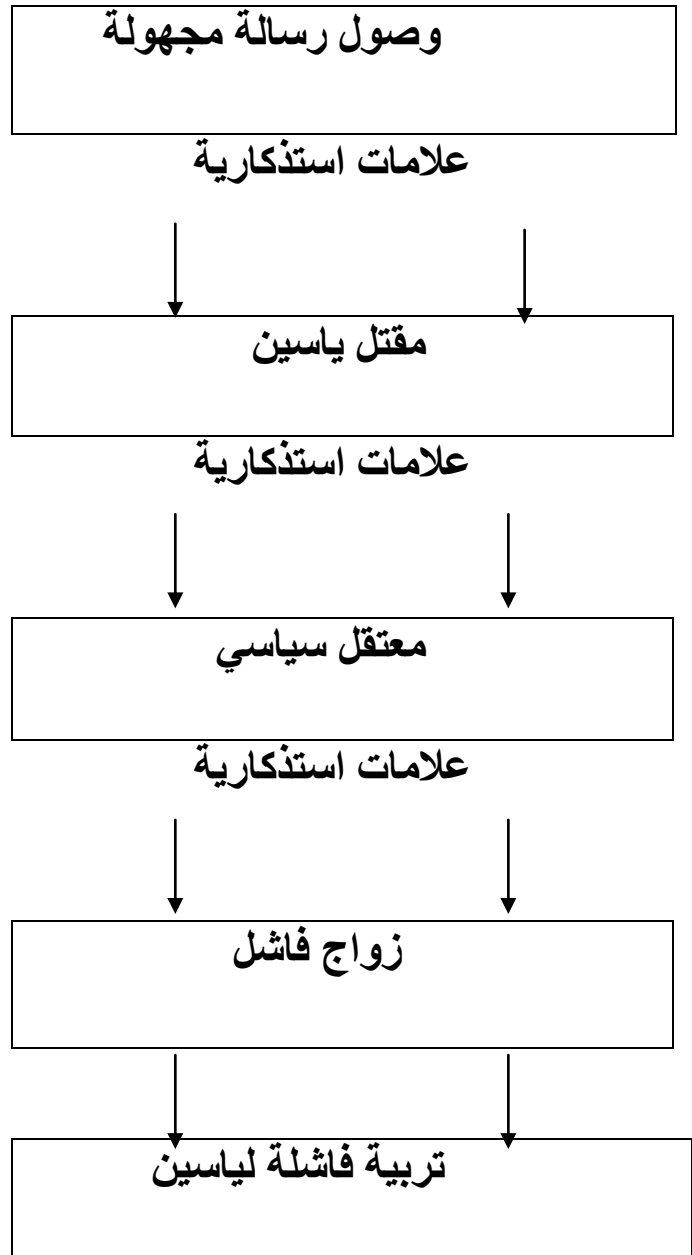 وصول رسالة مجهولة
علامات استذكارية
مقتل ياسين
علامات استذكارية
معتقل سياسي
علامات استذكارية
زواج فاشل
تربية فاشلة لياسين